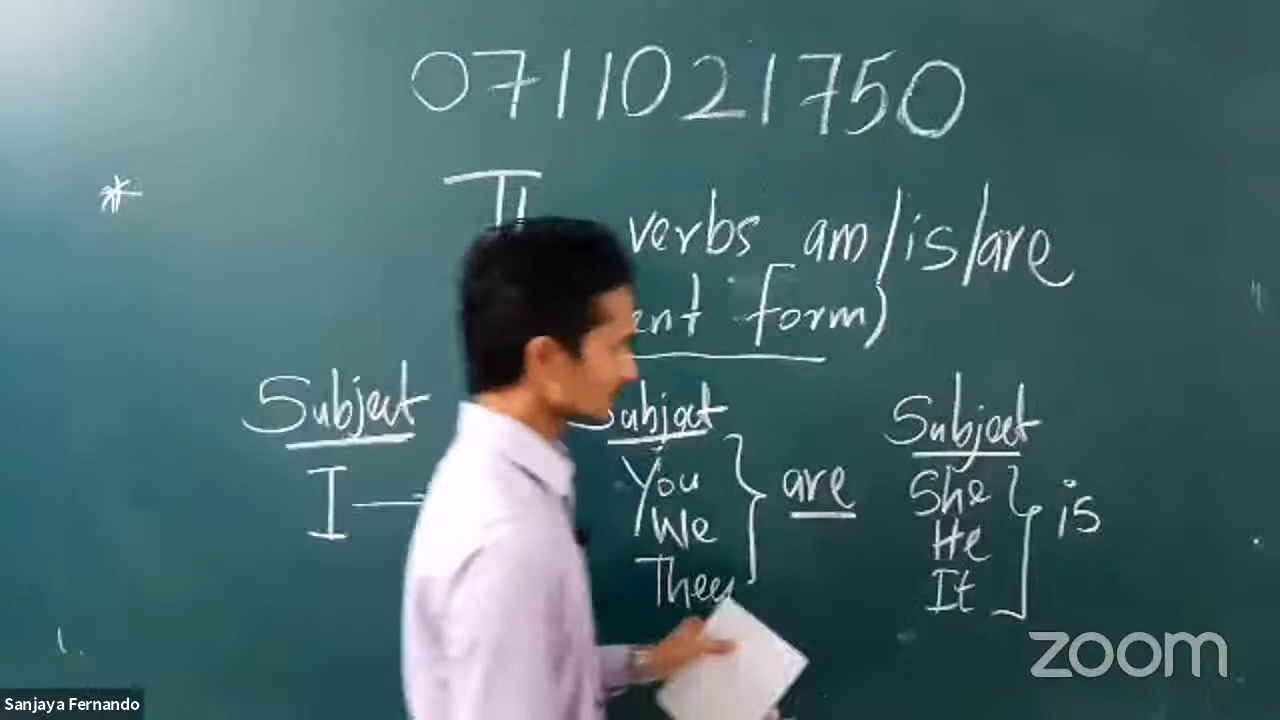 0711021750
*
verbs am/is/are
form)
Subject
I
Subject
You
We
They
are
Subject
She
He
It
is
1.
zoom
Sanjaya Fernando